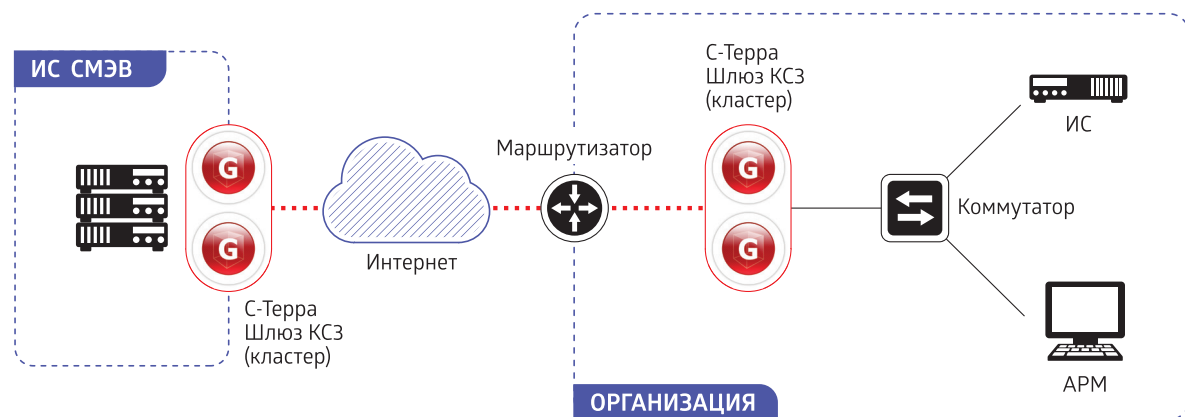 ИС СМЭВ
G
G
С-Терра
Шлюз КС3
(кластер)
Интернет
Маршрутизатор
С-Терра
Шлюз КС3
(кластер)
G
G
Коммутатор
ИС
АРМ
ОРГАНИЗАЦИЯ